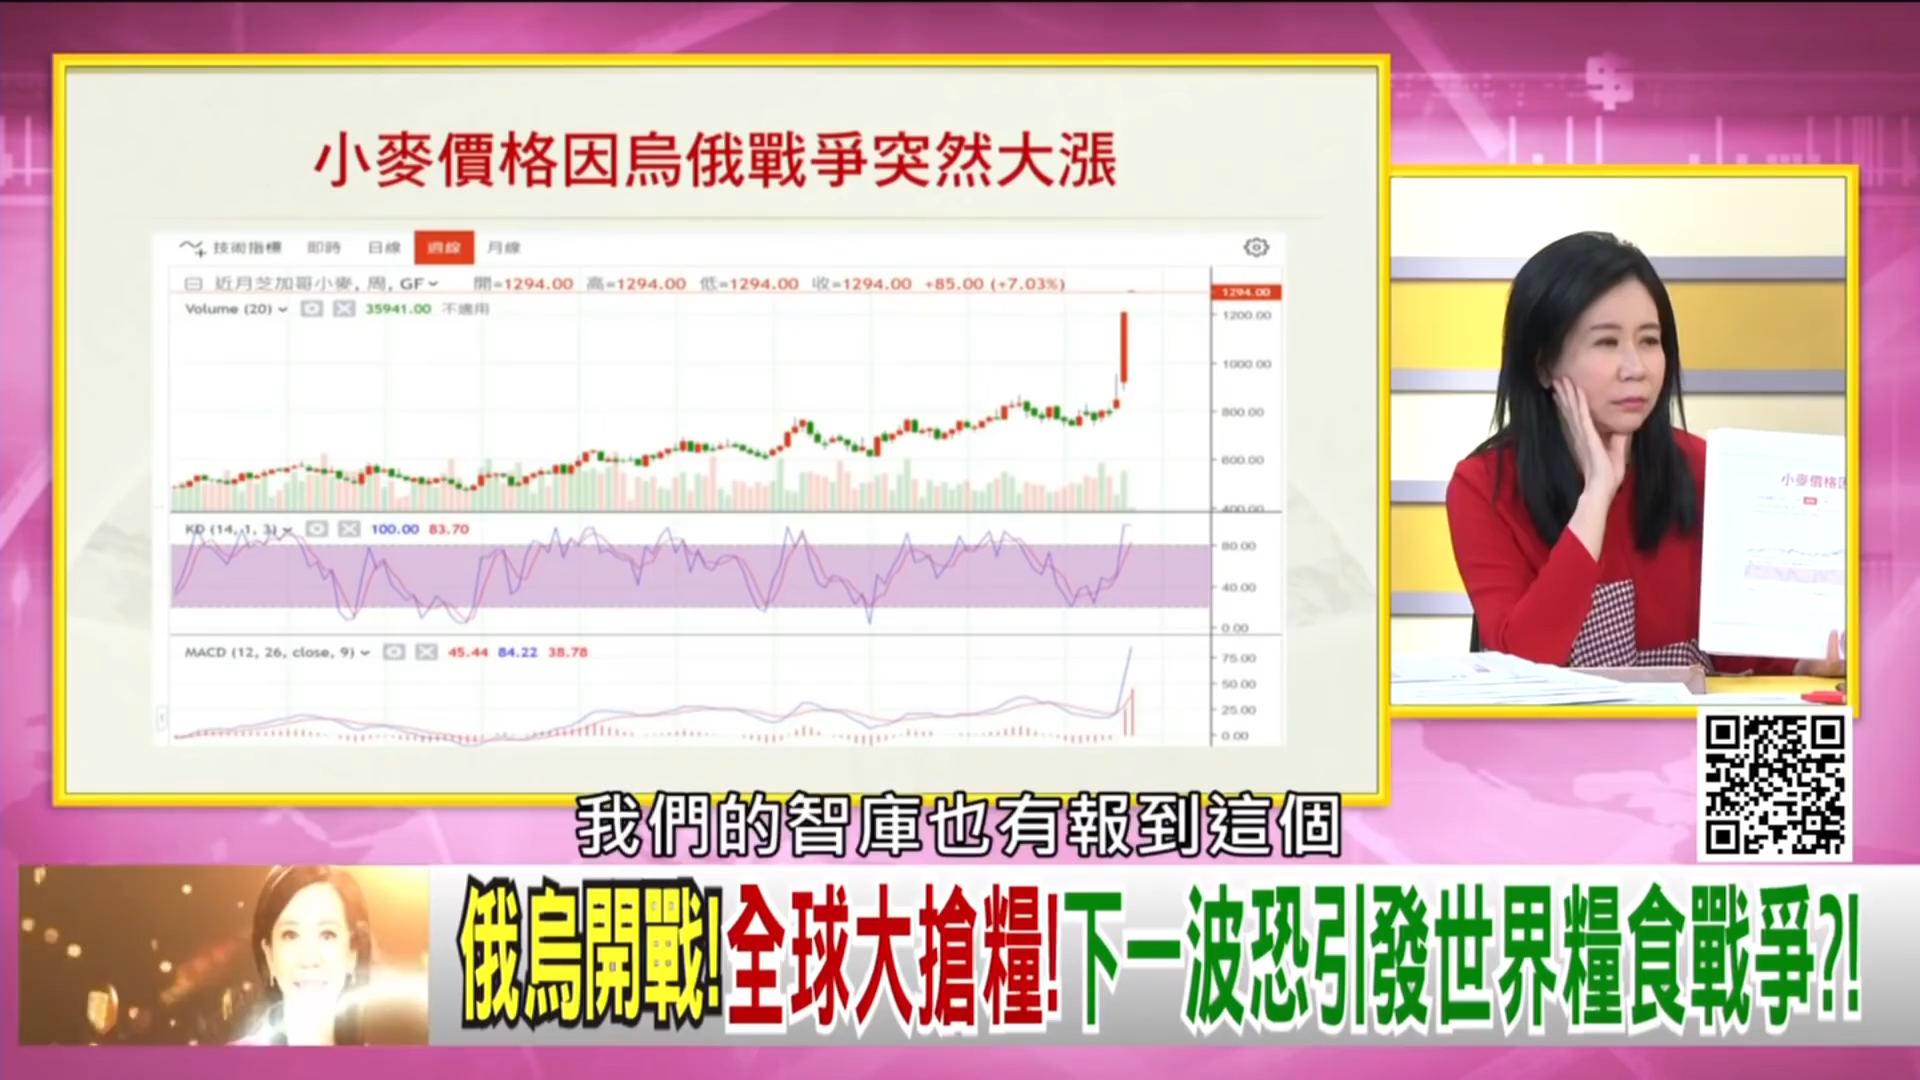 小麥價格因烏俄戰爭突然大漲
技術指標 即時 日線 週線 月線
近月芝加哥小麥, 周, GF 開=1294.00 高=1294.00 低=1294.00 收=1294.00 +85.00 (+7.03%)
1294.00
Volume (20) 35941.00 不適用
1200.00
1000.00
800.00
600.00
400.00
KD (14, 1, 3) 100.00 83.70
80.00
40.00
0.00
MACD (12, 26, close, 9) 45.44 84.22 38.78
75.00
50.00
25.00
0.00
小麥價格因
我們的智庫也有報到這個
俄烏開戰!全球大搶糧!下一波恐引發世界糧食戰爭?!